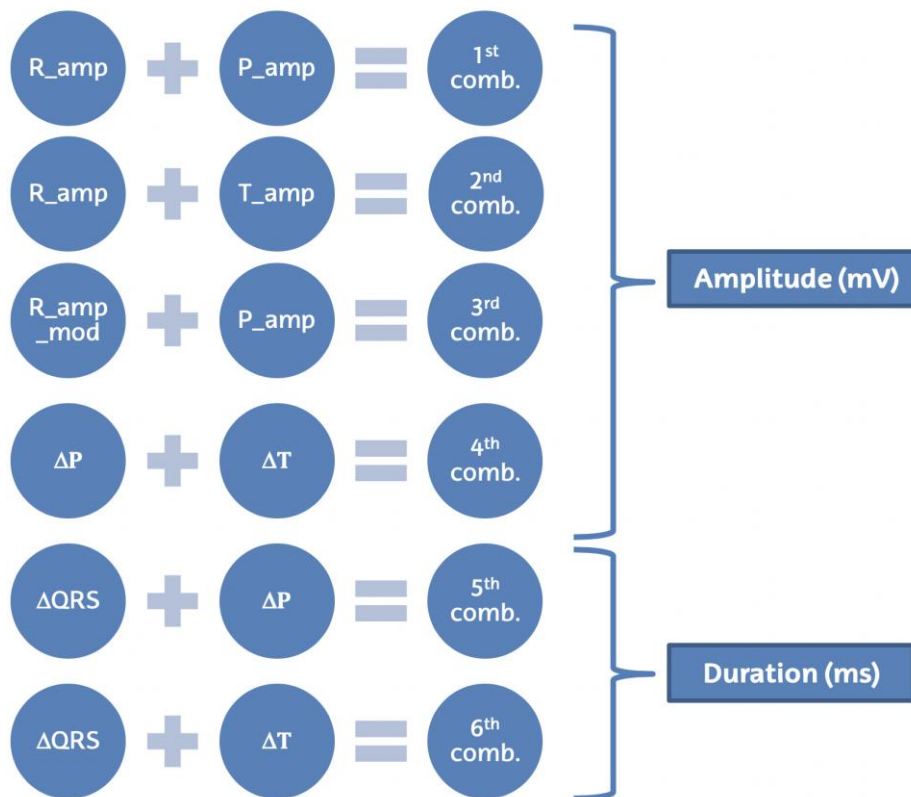 R_amp + P_amp = 1st comb.
R_amp + T_amp = 2nd comb.
R_amp _mod + P_amp = 3rd comb.
Amplitude (mV)
ΔP + ΔT = 4th comb.
ΔQRS + ΔP = 5th comb.
Duration (ms)
ΔQRS + ΔT = 6th comb.